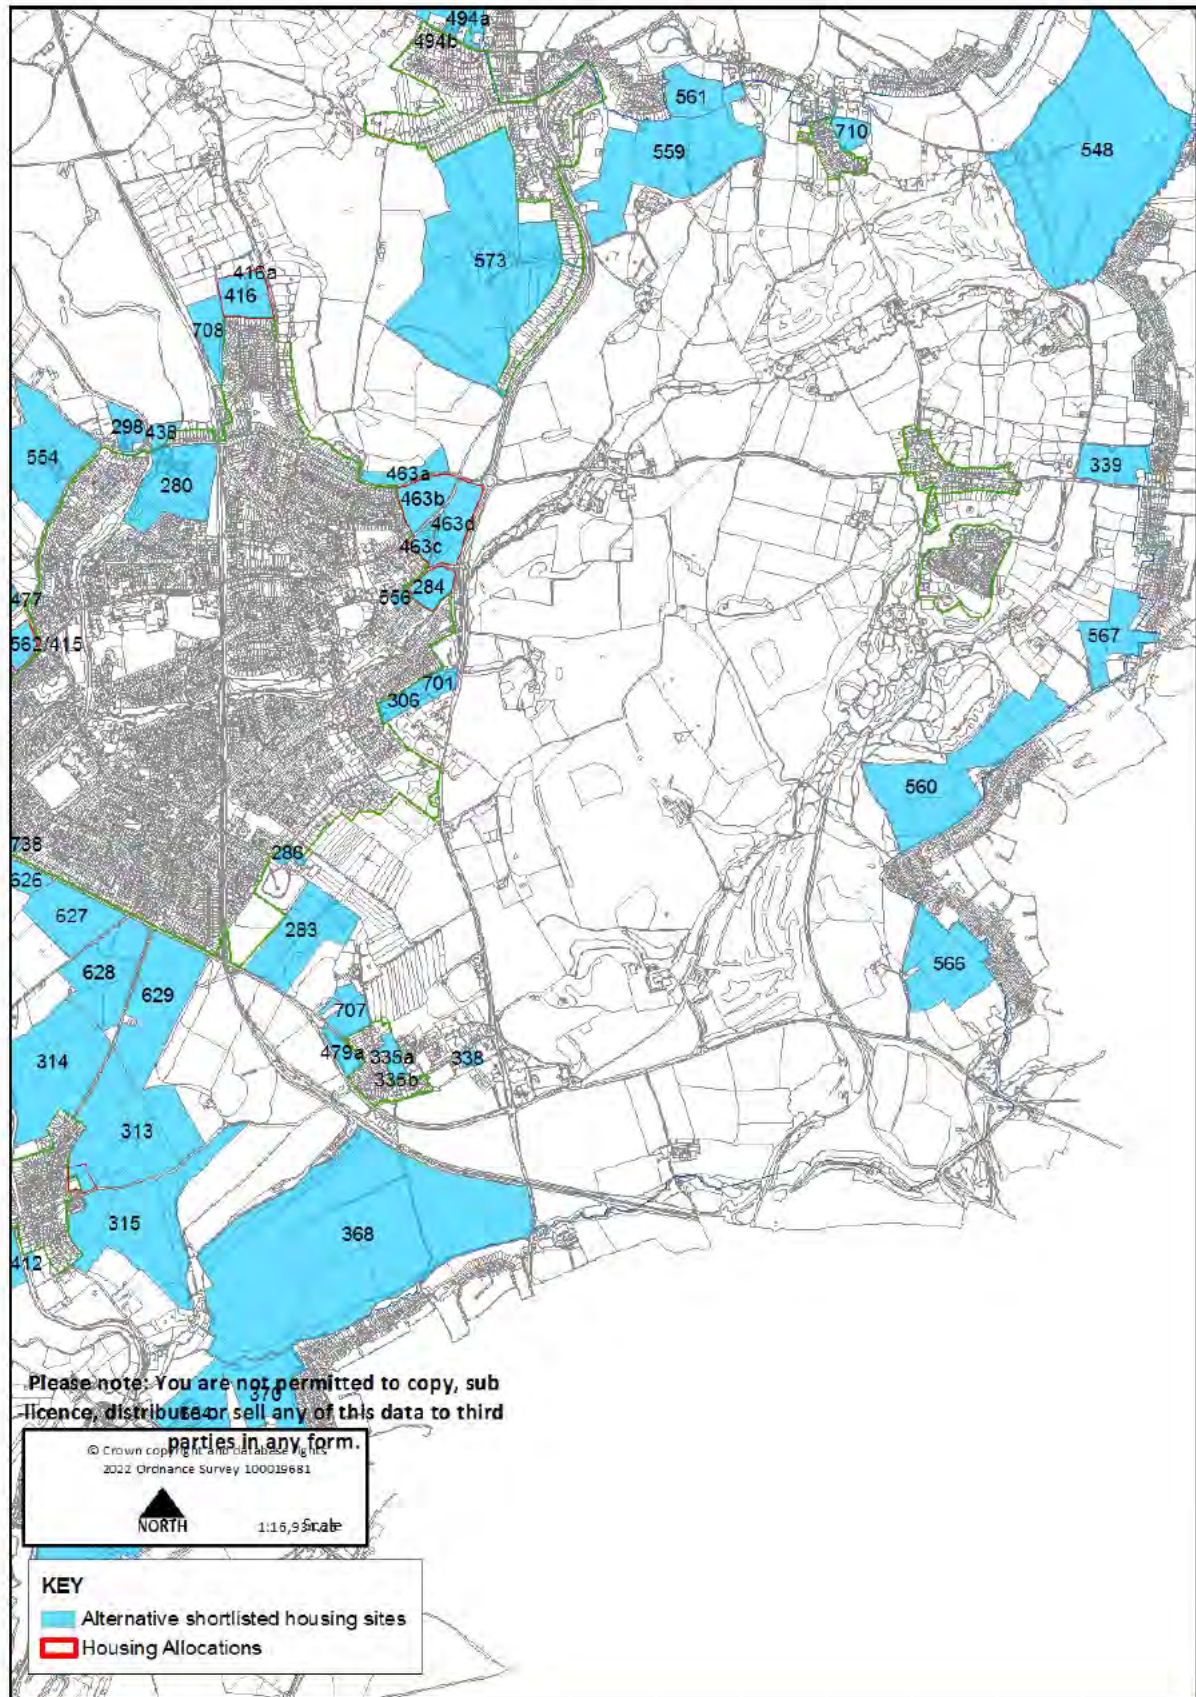 494a
494b
561
710
559
548
573
416a
416
708
298
438
554
280
339
463a
463b
463d
463c
284
556
477
562/415
567
701
306
560
738
286
626
627
283
566
628
629
707
314
479a
335a
338
335b
313
315
368
412
370
Please note: You are not permitted to copy, sub
licence, distribute or sell any of this data to third
parties in any form.
© Crown copyright and database rights
2022 Ordnance Survey 100019681
NORTH
Scale
KEY
Alternative shortlisted housing sites
Housing Allocations